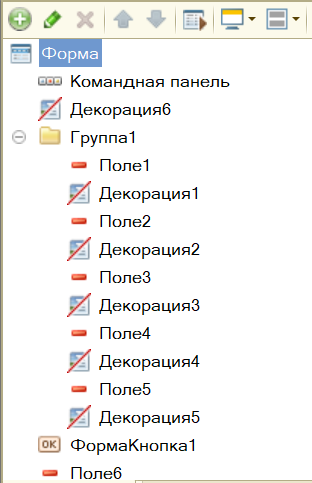 Форма
Командная панель
Декорация6
Группа1
Поле1
Декорация1
Поле2
Декорация2
Поле3
Декорация3
Поле4
Декорация4
Поле5
Декорация5
OK ФормаКнопка1
Поле6